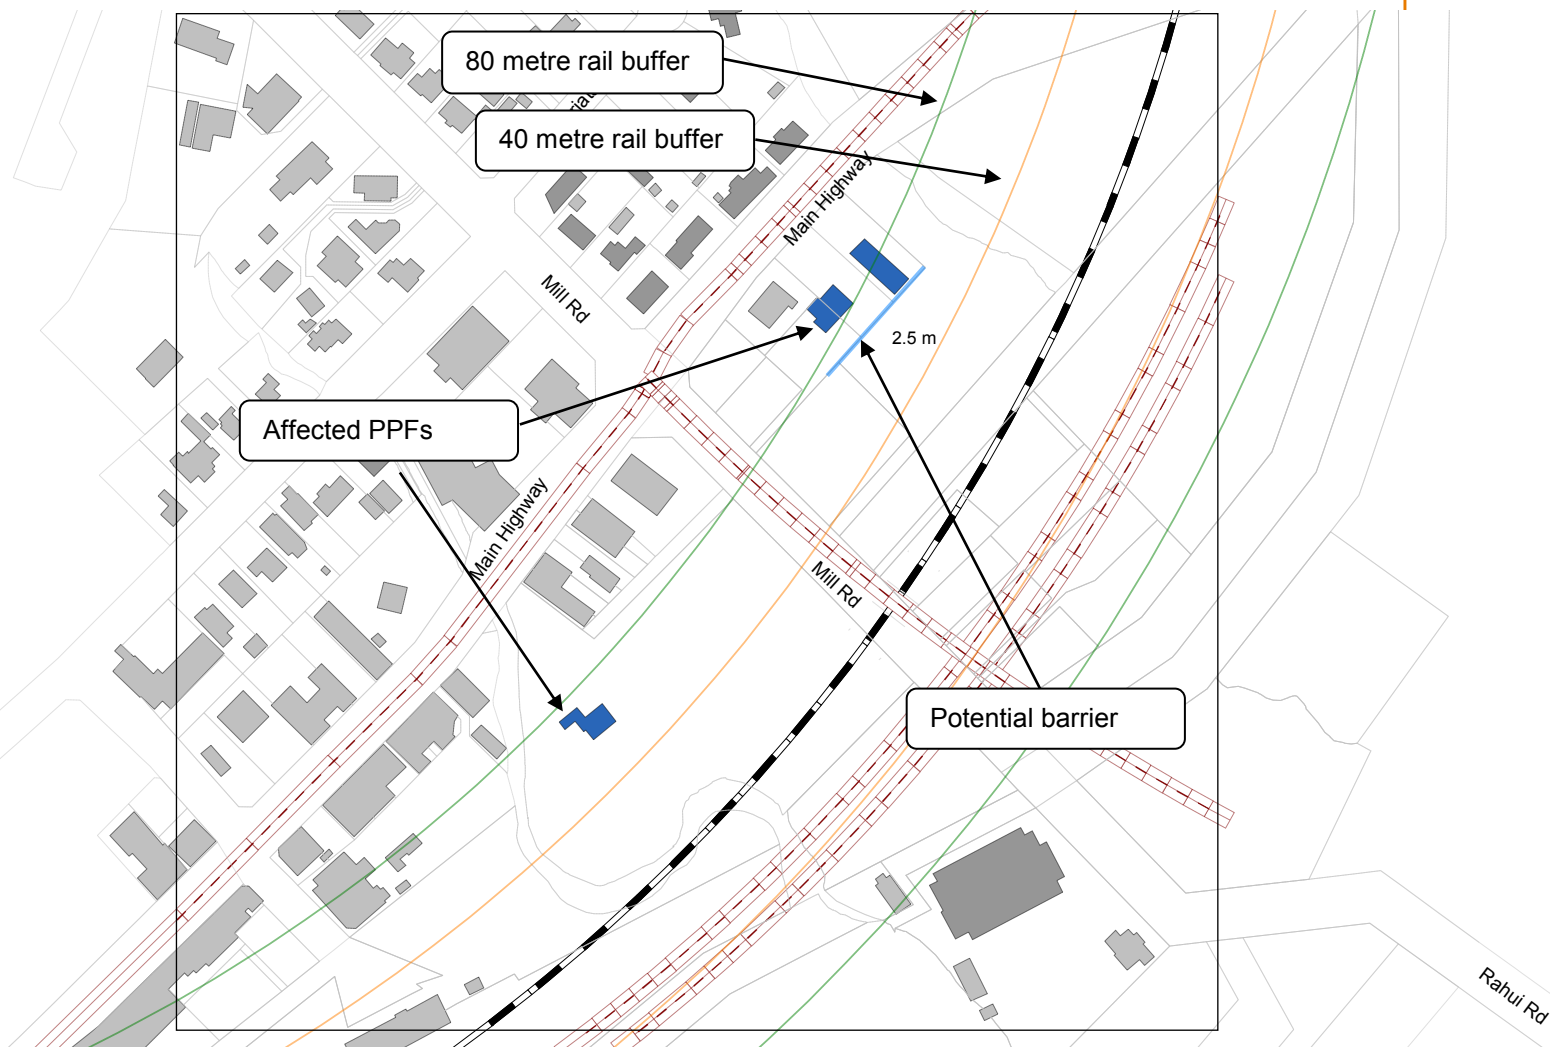 80 metre rail buffer
40 metre rail buffer
Main Highway
Mill Rd
2.5 m
Affected PPFs
Main Highway
Mill Rd
Potential barrier
Rahui Rd